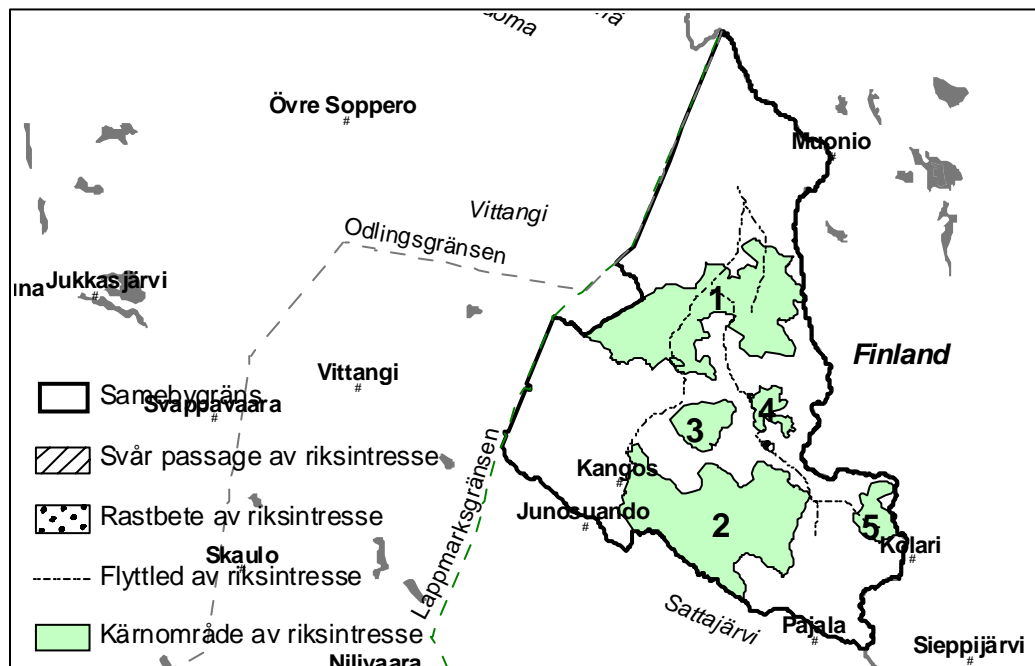 Övre Soppero
Muonio
Vittangi
Odlingsgränsen
Jukkasjärvi
1
Finland
Vittangi
Samebygräns
Svappavaara
4
3
Svår passage av riksintresse
Kangos
Lappmarksgränsen
Rastbete av riksintresse
Junosuando
2
5
Skaulo
Kolari
Flyttled av riksintresse
Sattajärvi
Pajala
Kärnområde av riksintresse
Sieppijärvi
Nilivaara